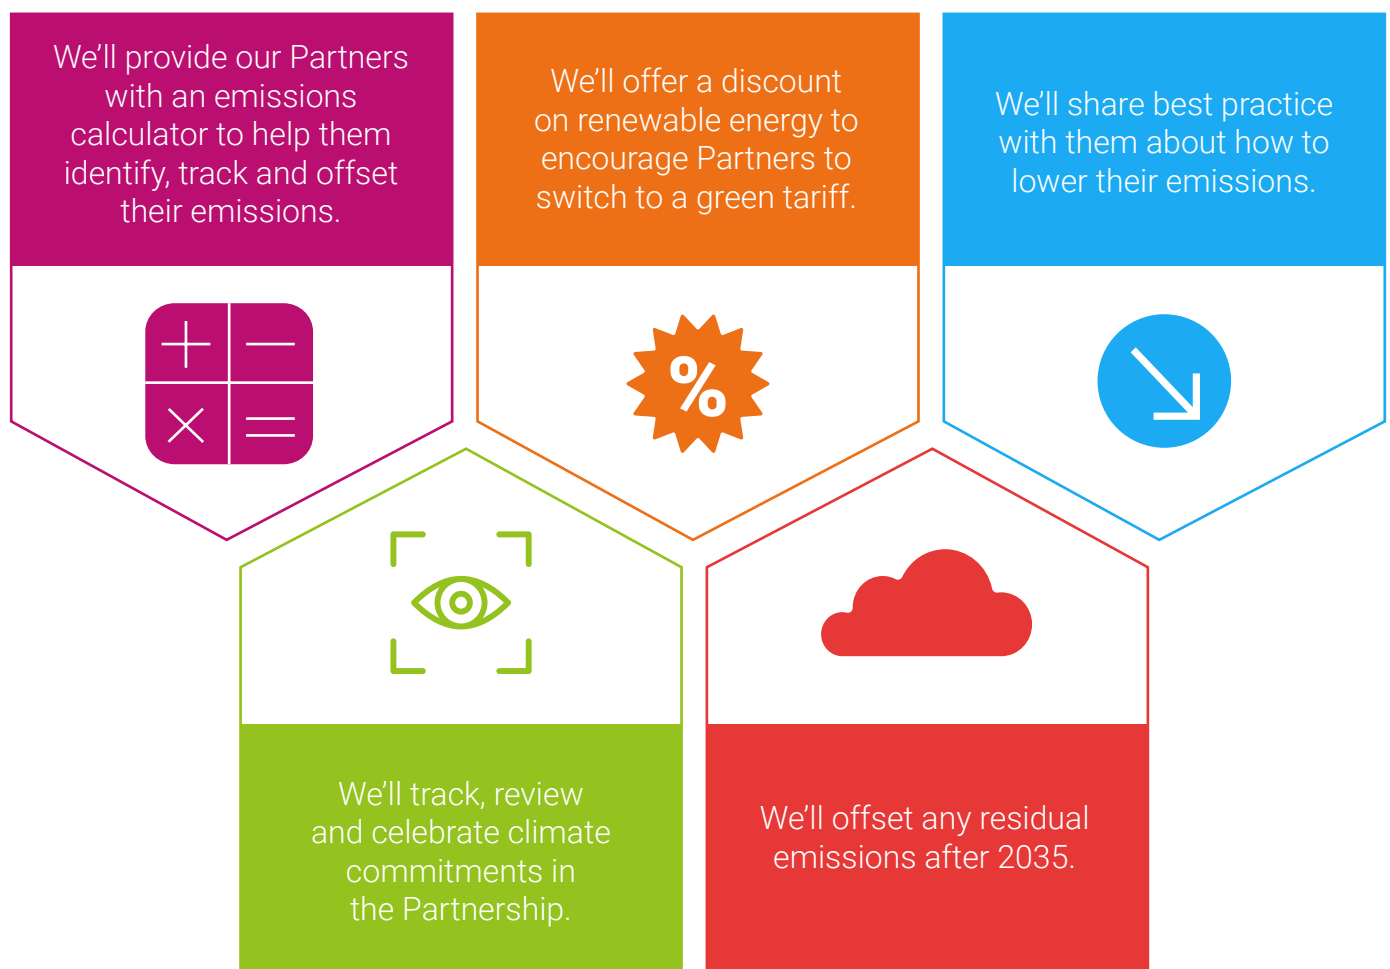 We’ll provide our Partners
with an emissions
calculator to help them
identify, track and offset
their emissions.
We’ll offer a discount
on renewable energy to
encourage Partners to
switch to a green tariff.
We’ll share best practice
with them about how to
lower their emissions.
%
We’ll track, review
and celebrate climate
commitments in
the Partnership.
We’ll offset any residual
emissions after 2035.